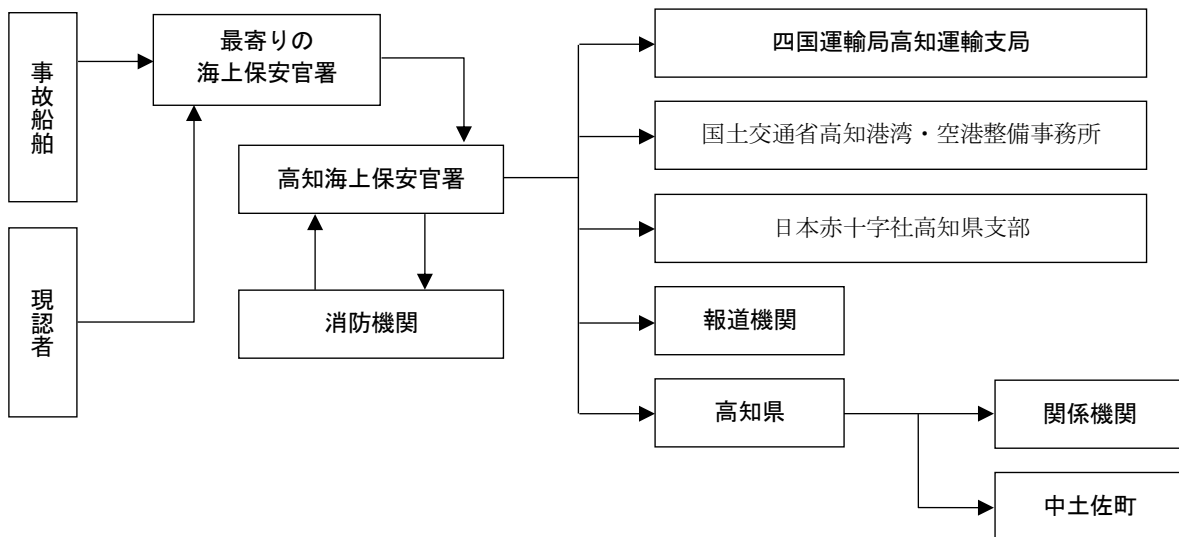 事故船舶
最寄りの
海上保安官署
四国運輸局高知運輸支局
国土交通省高知港湾・空港整備事務所
高知海上保安官署
日本赤十字社高知県支部
現認者
消防機関
報道機関
高知県
関係機関
中土佐町